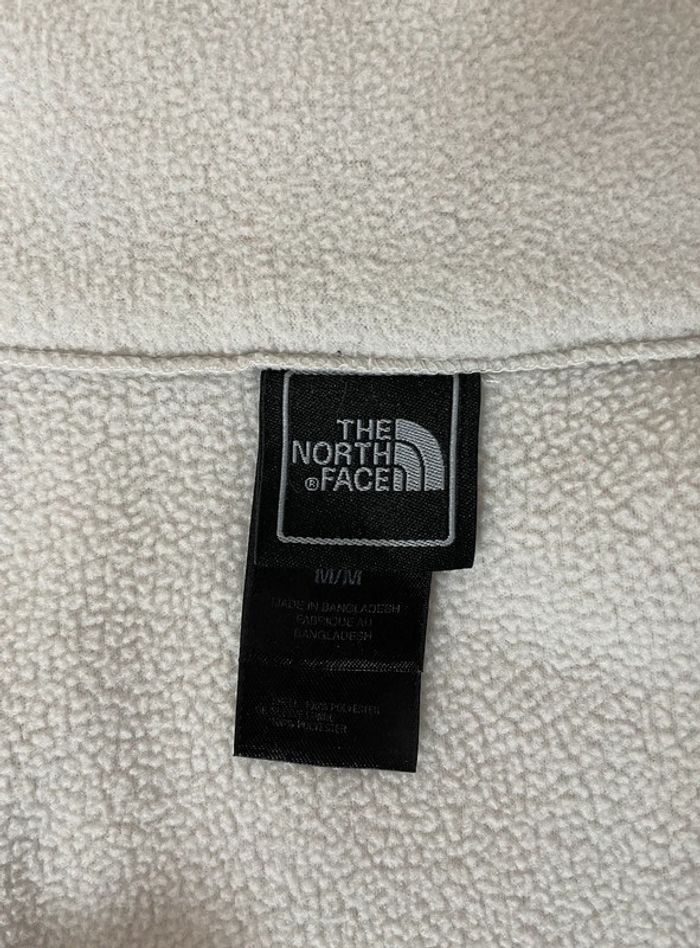 THE
NORTH
®FACE
M/M
MADE IN BANGLADESH
FABRIQUE AU
BANGLADESH
100% POLYESTER
100% POLYESTER